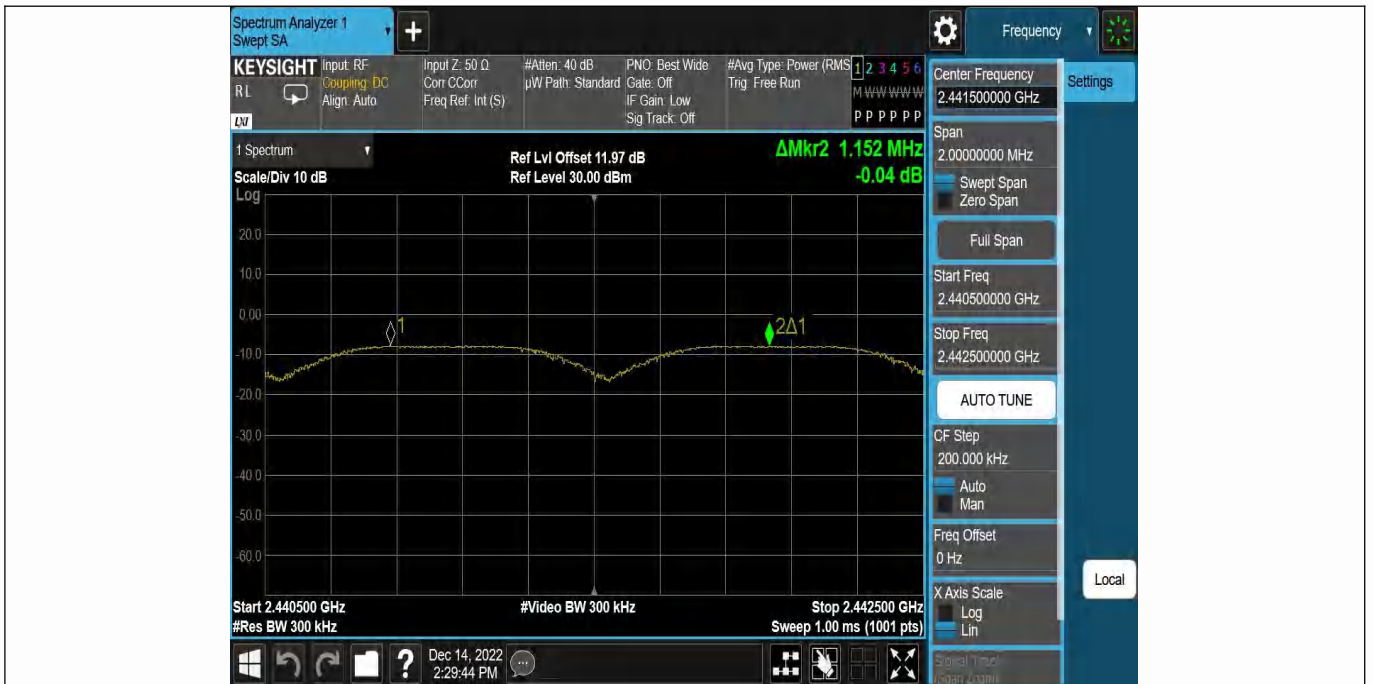 Spectrum Analyzer 1
Swept SA
+
Frequency
KEYSIGHT
RL
LXI
Input: RF
Coupling: DC
Align: Auto
Input Z: 50 Ω
Corr CCorr
Freq Ref: Int (S)
#Atten: 40 dB
µW Path: Standard
PNO: Best Wide
Gate: Off
IF Gain: Low
Sig Track: Off
#Avg Type: Power (RMS
Trig: Free Run
1 2 3 4 5 6
M W W W W W
P P P P P P
Center Frequency
2.441500000 GHz
Settings
Span
2.00000000 MHz
Swept Span
Zero Span
Full Span
Start Freq
2.440500000 GHz
Stop Freq
2.442500000 GHz
AUTO TUNE
CF Step
200.000 kHz
Auto
Man
Freq Offset
0 Hz
X Axis Scale
Log
Lin
Signal Track
(Span Zoom)
Local
1 Spectrum
Scale/Div 10 dB
Log
Ref Lvl Offset 11.97 dB
Ref Level 30.00 dBm
ΔMkr2 1.152 MHz
-0.04 dB
20.0
10.0
0.00
-10.0
-20.0
-30.0
-40.0
-50.0
-60.0
1
2Δ1
Start 2.440500 GHz
#Res BW 300 kHz
#Video BW 300 kHz
Stop 2.442500 GHz
Sweep 1.00 ms (1001 pts)
?
Dec 14, 2022
2:29:44 PM